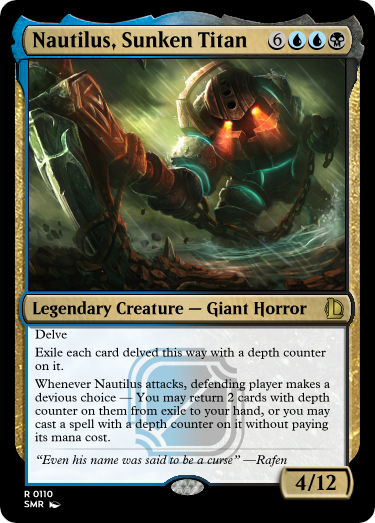 Nautilus, Sunken Titan 6
Legendary Creature — Giant Horror
Delve
Exile each card delved this way with a depth counter
on it.
Whenever Nautilus attacks, defending player makes a
devious choice — You may return 2 cards with depth
counter on them from exile to your hand, or you may
cast a spell with a depth counter on it without paying
its mana cost.
“Even his name was said to be a curse” —Rafen
4/12
R 0110
SMR